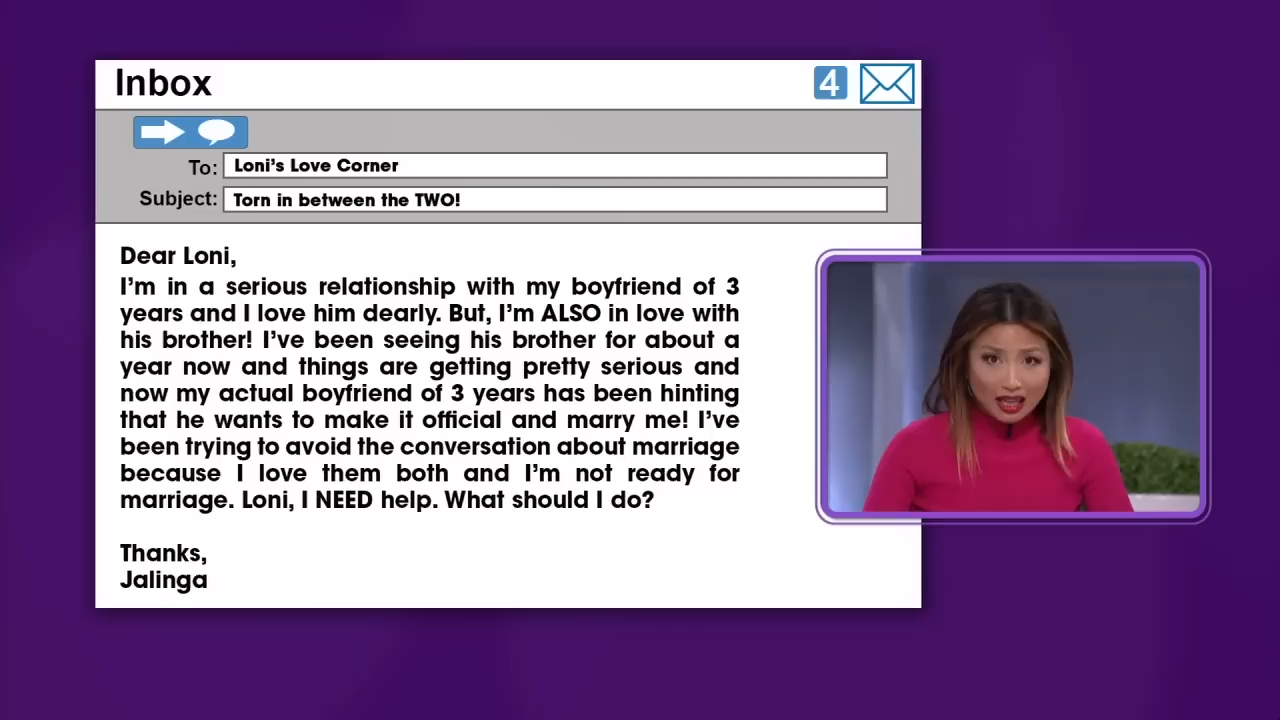 Inbox
4
To: Loni's Love Corner
Subject: Torn in between the TWO!
Dear Loni,
I'm in a serious relationship with my boyfriend of 3
years and I love him dearly. But, I'm ALSO in love with
his brother! I've been seeing his brother for about a
year now and things are getting pretty serious and
now my actual boyfriend of 3 years has been hinting
that he wants to make it official and marry me! I've
been trying to avoid the conversation about marriage
because I love them both and I'm not ready for
marriage. Loni, I NEED help. What should I do?
Thanks,
Jalinga